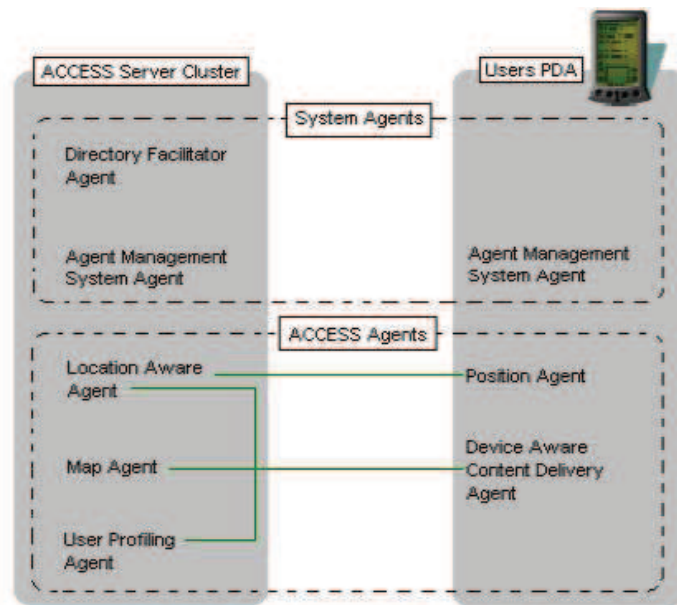 ACCESS Server Cluster
Users PDA
System Agents
Directory Facilitator
Agent
Agent Management
System Agent
Agent Management
System Agent
ACCESS Agents
Location Aware
Agent
Position Agent
Map Agent
Device Aware
Content Delivery
Agent
User Profiling
Agent